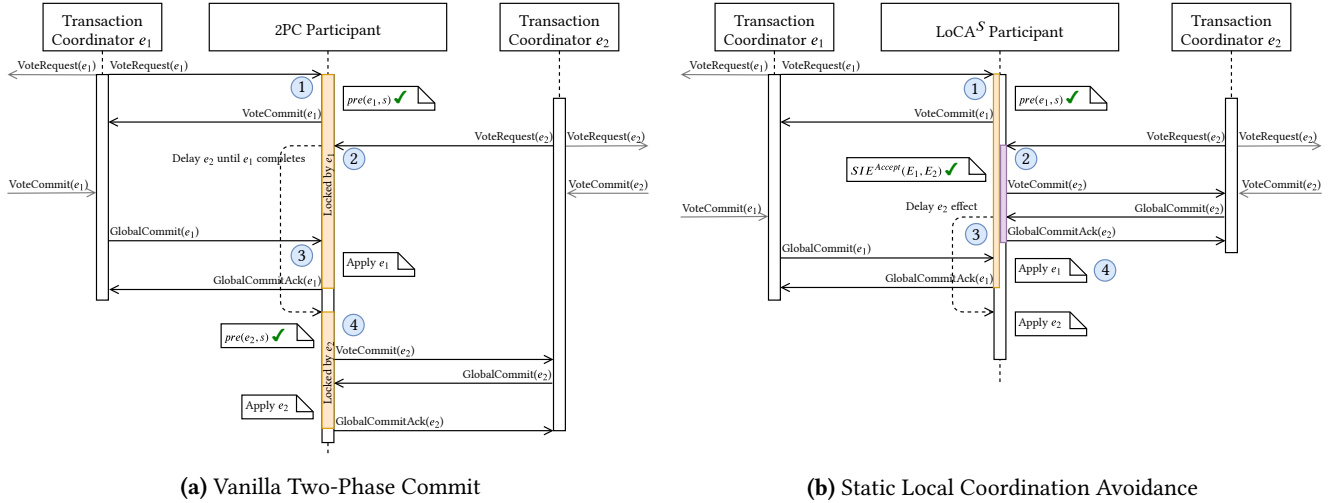 Transaction
Coordinator e₁
2PC Participant
Transaction
Coordinator e₂
VoteRequest(e₁)
VoteRequest(e₁)
1
pre(e₁,s) ✔
VoteCommit(e₁)
VoteRequest(e₂)
VoteRequest(e₂)
Delay e₂ until e₁ completes
2
Locked by e₁
VoteCommit(e₁)
VoteCommit(e₂)
GlobalCommit(e₁)
3
Apply e₁
GlobalCommitAck(e₁)
4
pre(e₂,s) ✔
Locked by e₂
VoteCommit(e₂)
GlobalCommit(e₂)
Apply e₂
GlobalCommitAck(e₂)
(a) Vanilla Two-Phase Commit
Transaction
Coordinator e₁
LoCAᔆ Participant
Transaction
Coordinator e₂
VoteRequest(e₁)
VoteRequest(e₁)
1
pre(e₁,s) ✔
VoteCommit(e₁)
VoteRequest(e₂)
VoteRequest(e₂)
2
SIE^Accept(E₁,E₂) ✔
VoteCommit(e₂)
VoteCommit(e₂)
VoteCommit(e₁)
Delay e₂ effect
GlobalCommit(e₂)
3
GlobalCommitAck(e₂)
GlobalCommit(e₁)
Apply e₁
4
GlobalCommitAck(e₁)
Apply e₂
(b) Static Local Coordination Avoidance